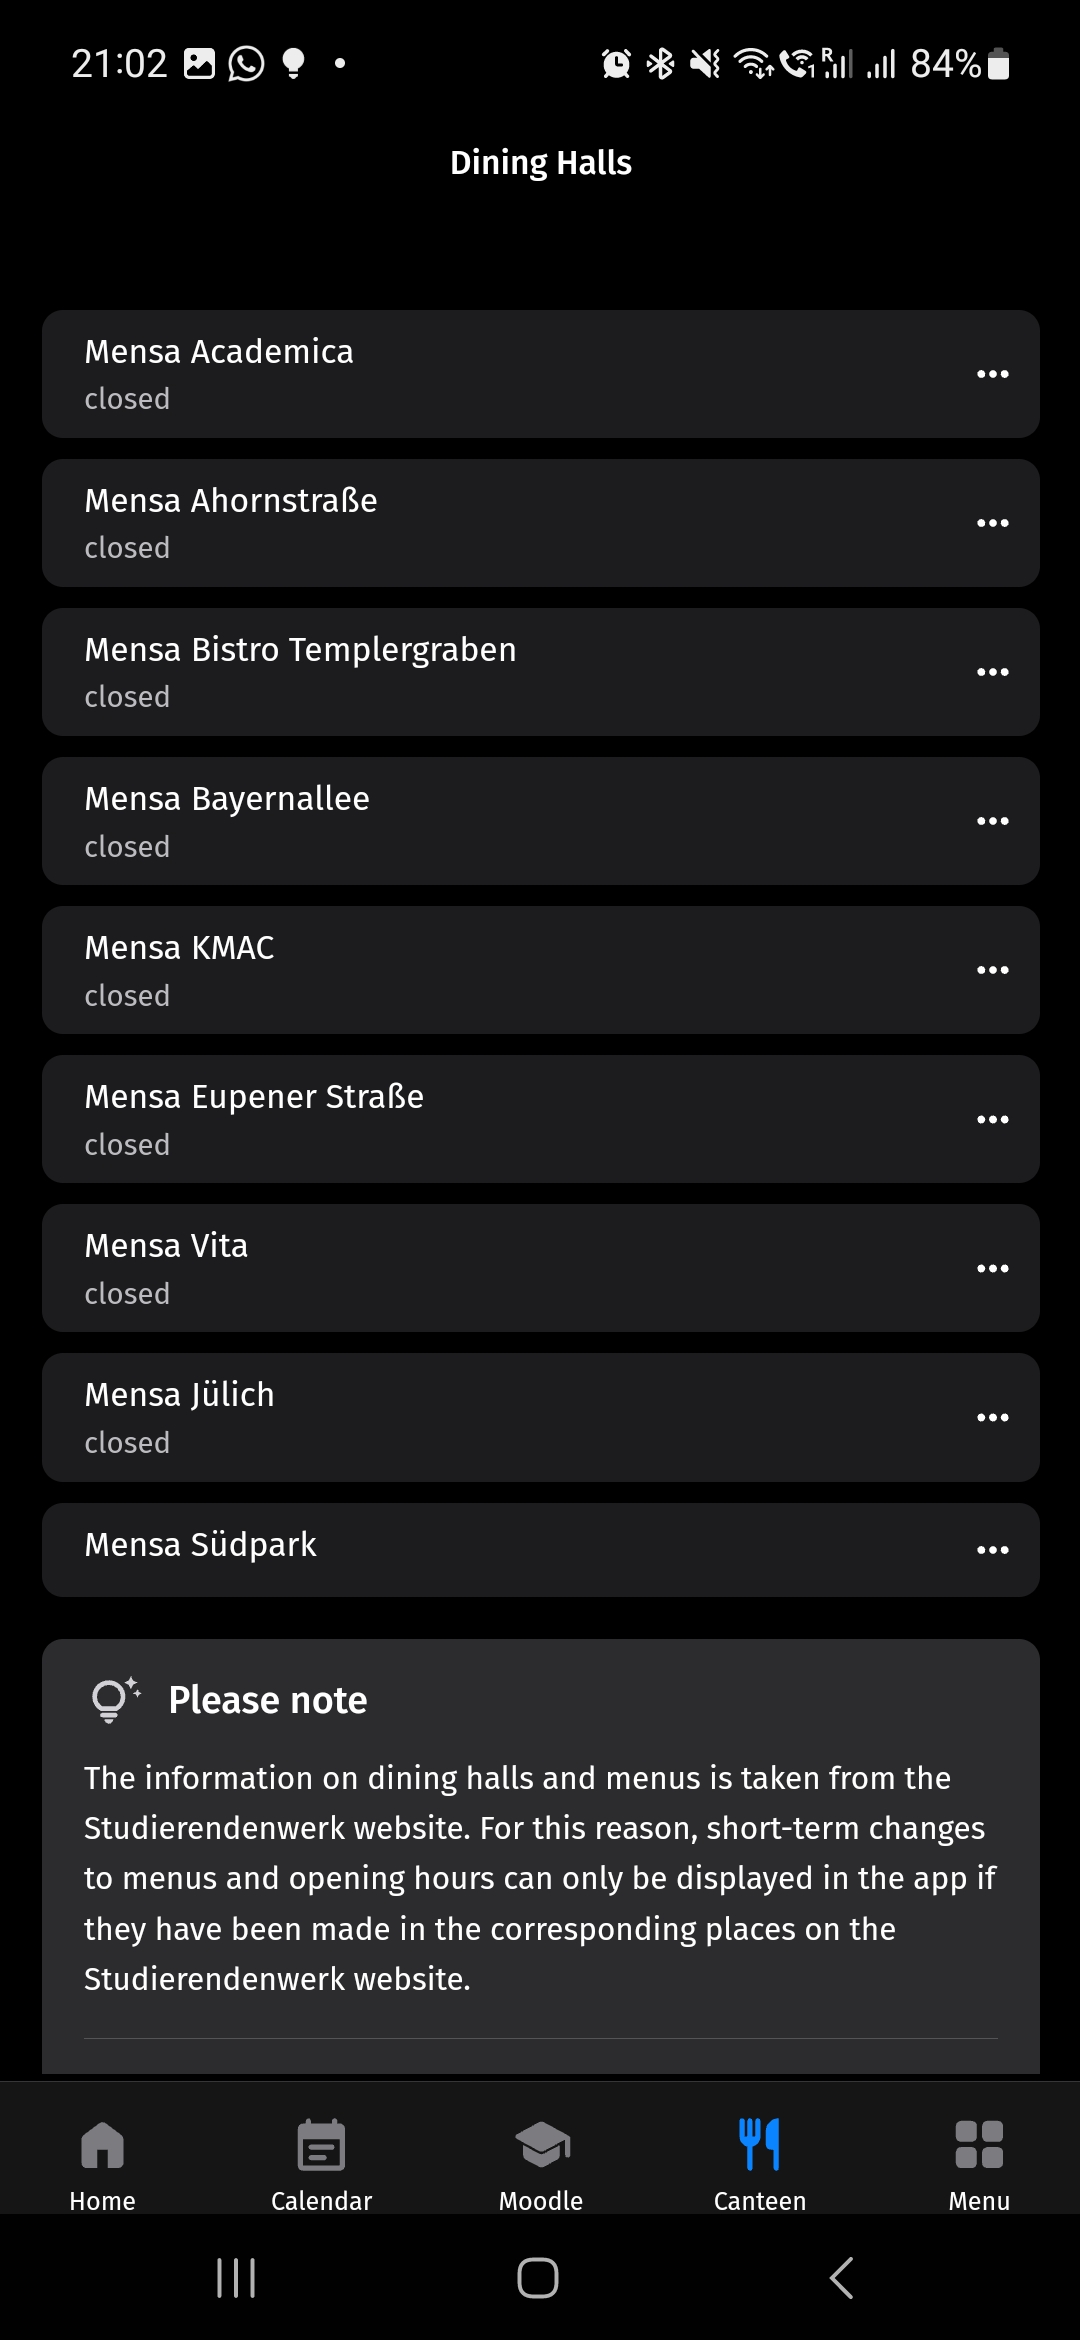 21:02
84%
Dining Halls
Mensa Academica
closed
Mensa Ahornstraße
closed
Mensa Bistro Templergraben
closed
Mensa Bayernallee
closed
Mensa KMAC
closed
Mensa Eupener Straße
closed
Mensa Vita
closed
Mensa Jülich
closed
Mensa Südpark
Please note
The information on dining halls and menus is taken from the
Studierendenwerk website. For this reason, short-term changes
to menus and opening hours can only be displayed in the app if
they have been made in the corresponding places on the
Studierendenwerk website.
Home Calendar Moodle Canteen Menu